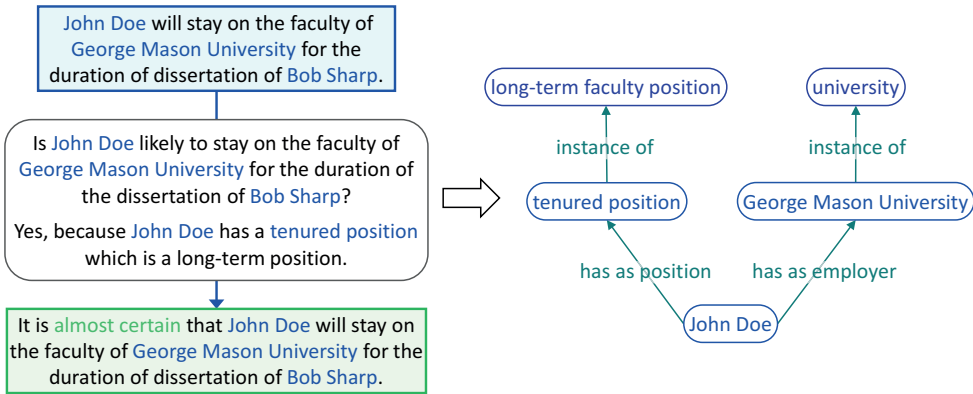 John Doe will stay on the faculty of
George Mason University for the
duration of dissertation of Bob Sharp.
Is John Doe likely to stay on the faculty of
George Mason University for the duration of
the dissertation of Bob Sharp?
Yes, because John Doe has a tenured position
which is a long-term position.
It is almost certain that John Doe will stay on
the faculty of George Mason University for the
duration of dissertation of Bob Sharp.
long-term faculty position
university
instance of
instance of
tenured position
George Mason University
has as position
has as employer
John Doe